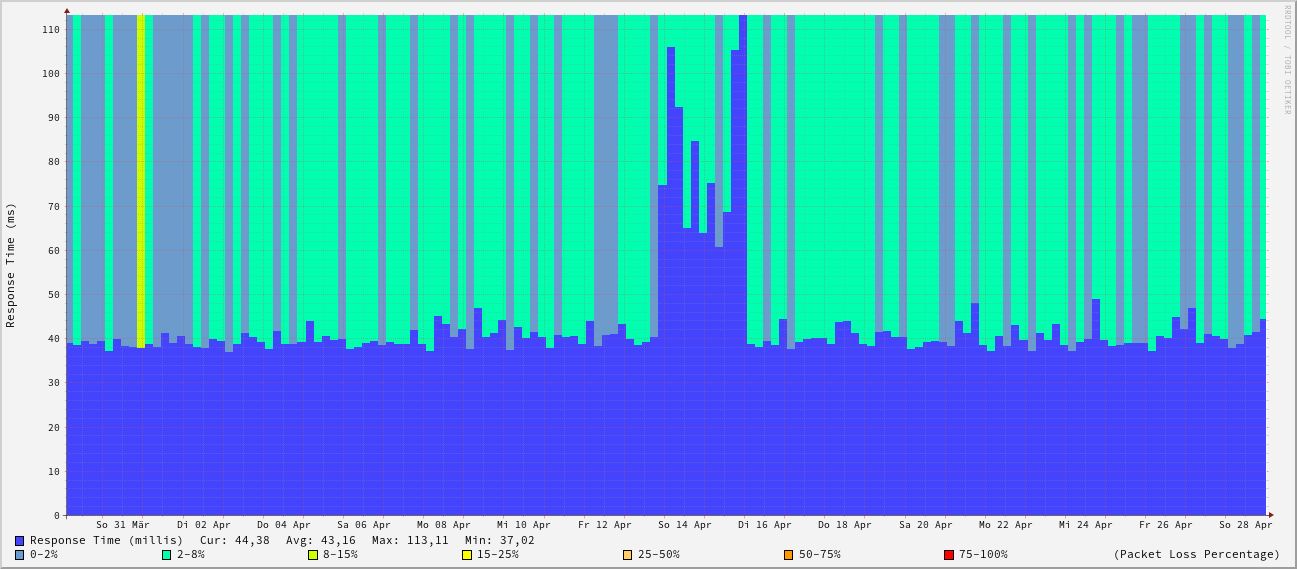 RRDTOOL / TOBI OETIKER
Response Time (ms)
110
100
90
80
70
60
50
40
30
20
10
0
So 31 Mär Di 02 Apr Do 04 Apr Sa 06 Apr Mo 08 Apr Mi 10 Apr Fr 12 Apr So 14 Apr Di 16 Apr Do 18 Apr Sa 20 Apr Mo 22 Apr Mi 24 Apr Fr 26 Apr So 28 Apr
Response Time (millis) Cur: 44,38 Avg: 43,16 Max: 113,11 Min: 37,02
0-2% 2-8% 8-15% 15-25% 25-50% 50-75% 75-100% (Packet Loss Percentage)